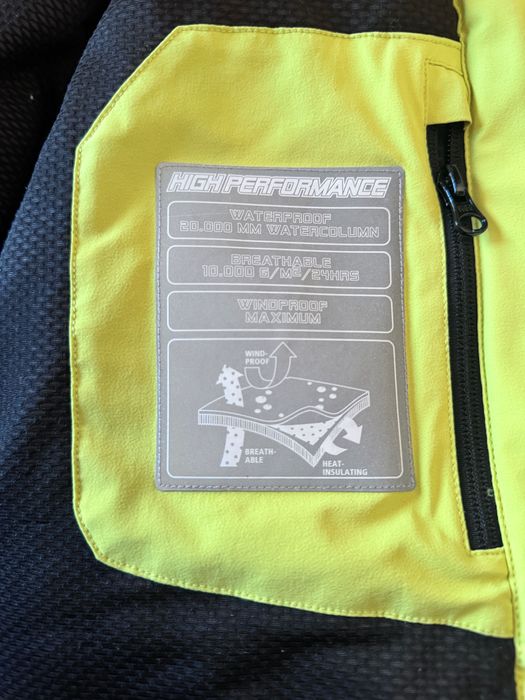 HIGH PERFORMANCE
WATERPROOF
20.000 MM WATERCOLUMN
BREATHABLE
10.000 G/M²/24HRS
WINDPROOF
MAXIMUM
WIND-
PROOF
BREATH-
ABLE
HEAT-
INSULATING